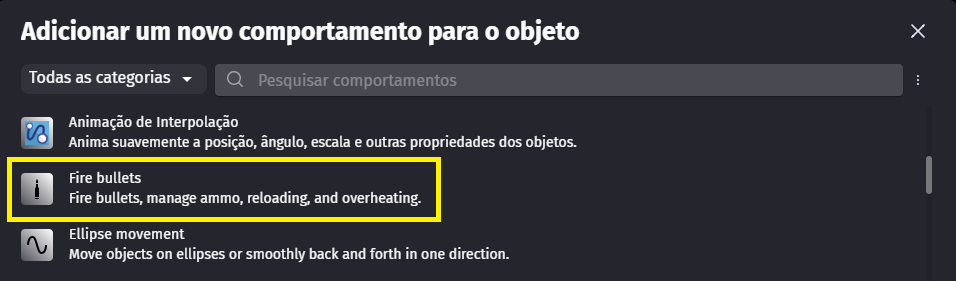 Adicionar um novo comportamento para o objeto
Todas as categorias
Pesquisar comportamentos
Animação de Interpolação
Anima suavemente a posição, ângulo, escala e outras propriedades dos objetos.
Fire bullets
Fire bullets, manage ammo, reloading, and overheating.
Ellipse movement
Move objects on ellipses or smoothly back and forth in one direction.